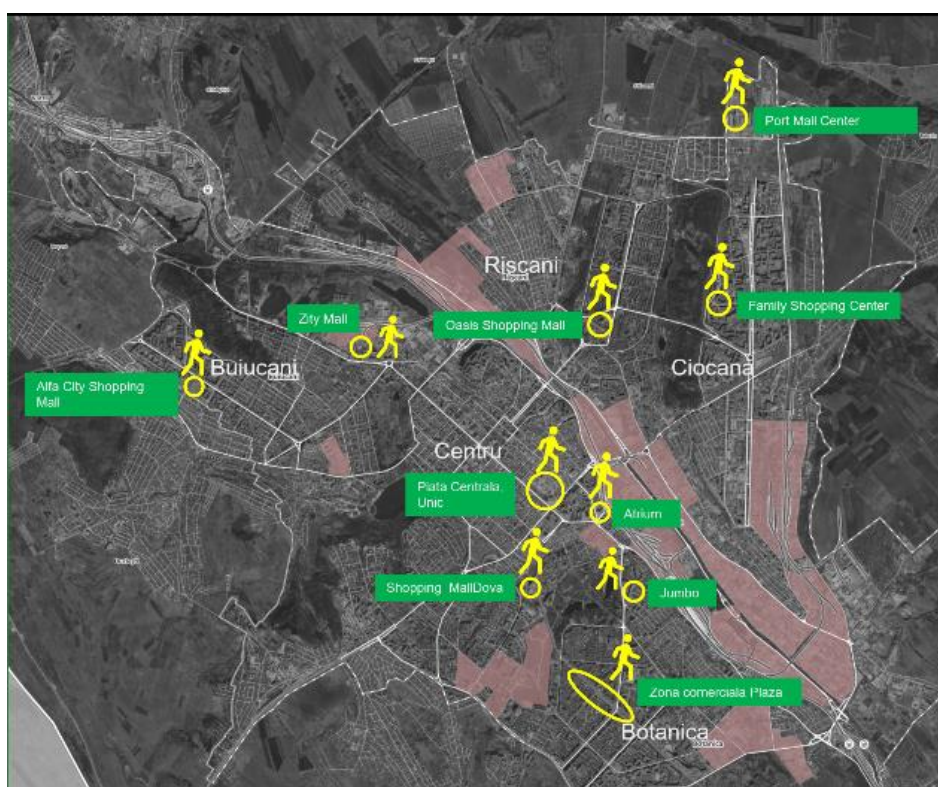 Port Mall Center
Riscani
Family Shopping Center
Zity Mall
Oasis Shopping Mall
Buiucani
Ciocana
Alfa City Shopping
Mall
Centru
Piata Centrala,
Unic
Atrium
Shopping MallDova
Jumbo
Zona comerciala Plaza
Botanica
Botanica